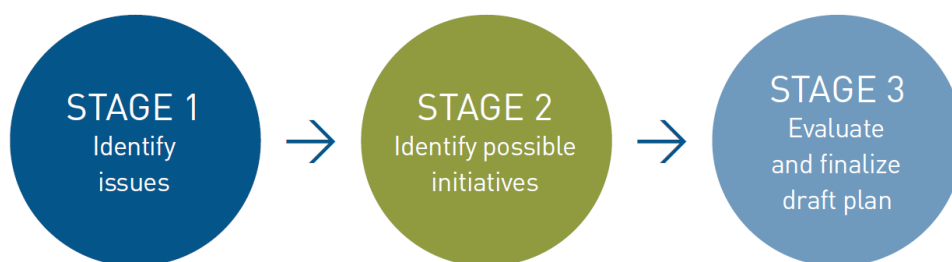 STAGE 1
Identify
issues
STAGE 2
Identify possible
initiatives
STAGE 3
Evaluate
and finalize
draft plan